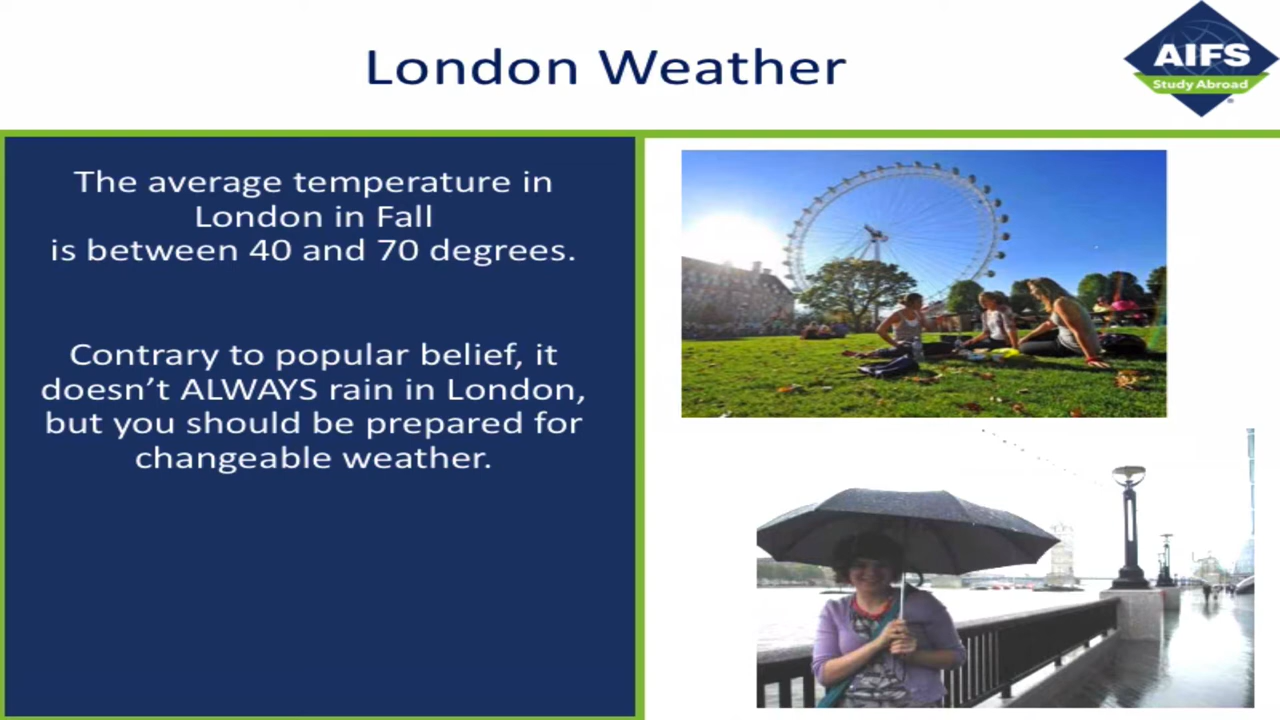 London Weather
AIFS
Study Abroad
The average temperature in
London in Fall
is between 40 and 70 degrees.
Contrary to popular belief, it
doesn’t ALWAYS rain in London,
but you should be prepared for
changeable weather.